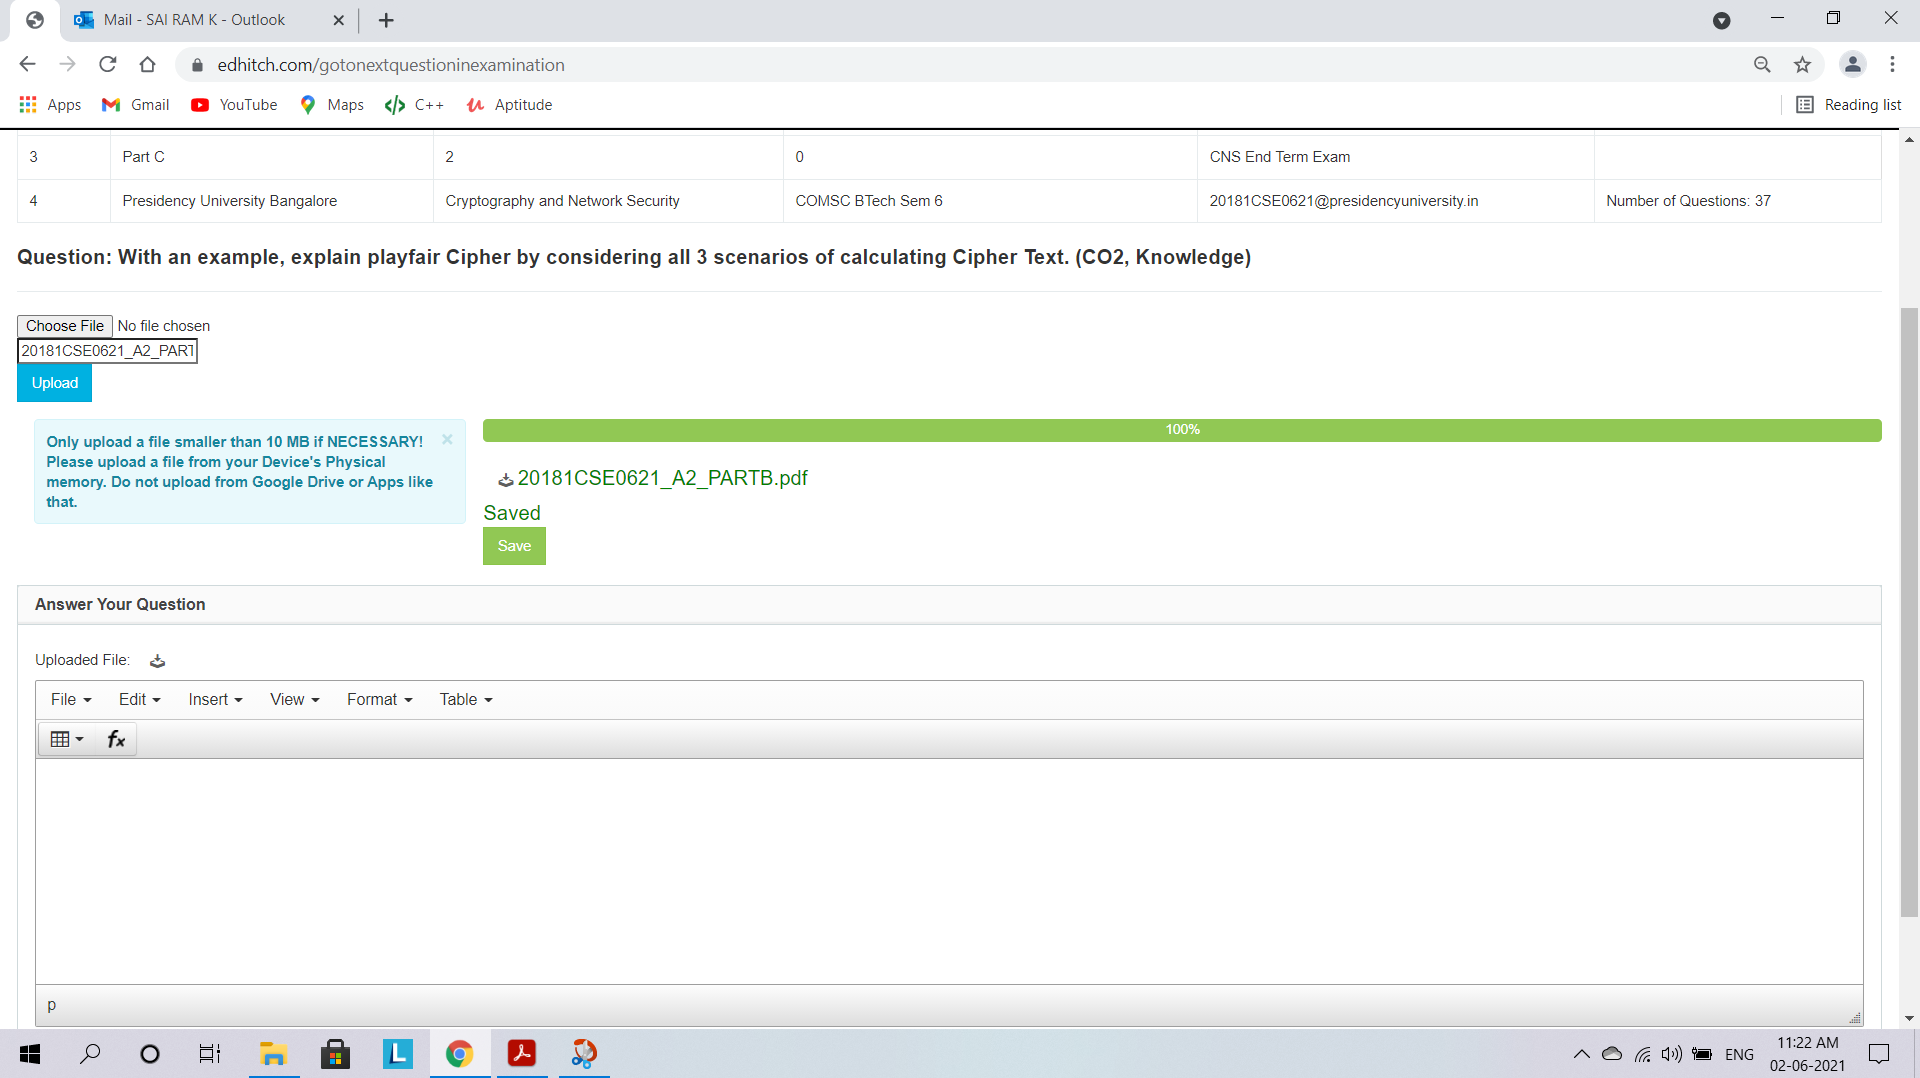 Mail - SAI RAM K - Outlook
edhitch.com/gotonextquestioninexamination
Apps Gmail YouTube Maps C++ Aptitude Reading list
3 Part C 2 0 CNS End Term Exam
4 Presidency University Bangalore Cryptography and Network Security COMSC BTech Sem 6 20181CSE0621@presidencyuniversity.in Number of Questions: 37
Question: With an example, explain playfair Cipher by considering all 3 scenarios of calculating Cipher Text. (CO2, Knowledge)
Choose File No file chosen
20181CSE0621_A2_PART
Upload
Only upload a file smaller than 10 MB if NECESSARY! ×
Please upload a file from your Device's Physical
memory. Do not upload from Google Drive or Apps like
that.
100%
20181CSE0621_A2_PARTB.pdf
Saved
Save
Answer Your Question
Uploaded File:
File Edit Insert View Format Table
fx
p
L
ENG
11:22 AM
02-06-2021